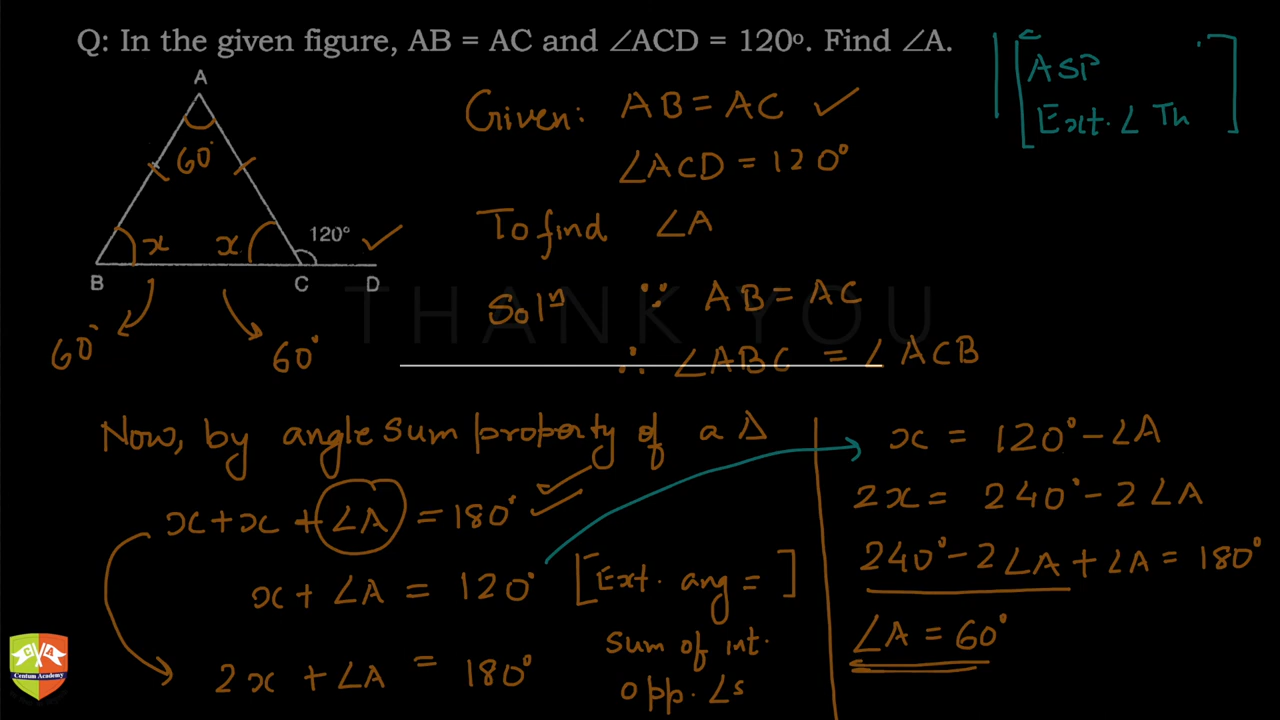 Q: In the given figure, AB = AC and ∠ACD = 120°. Find ∠A.
ASP
Ext. ∠ Th
A
60°
x
x
120°
B
C
D
60°
60°
Given: AB = AC ✓
∠ACD = 120°
To find ∠A
Solⁿ ∵ AB = AC
∴ ∠ABC = ∠ACB
THANK YOU
Now, by angle sum property of a Δ
x + x + ∠A = 180°
x + ∠A = 120° [Ext. ang = ]
Sum of int.
opp. ∠s
2x + ∠A = 180°
x = 120° - ∠A
2x = 240° - 2∠A
240° - 2∠A + ∠A = 180°
∠A = 60°
C A
Centum Academy